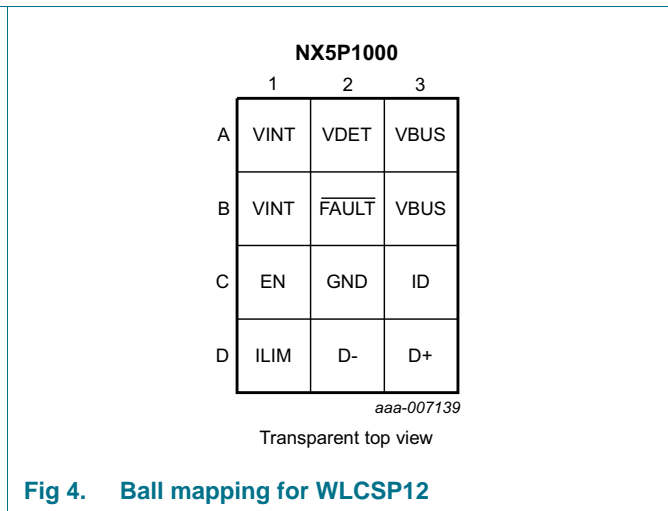 NX5P1000
1 2 3
A VINT VDET VBUS
B VINT FAULT VBUS
C EN GND ID
D ILIM D- D+
aaa-007139
Transparent top view
Fig 4. Ball mapping for WLCSP12